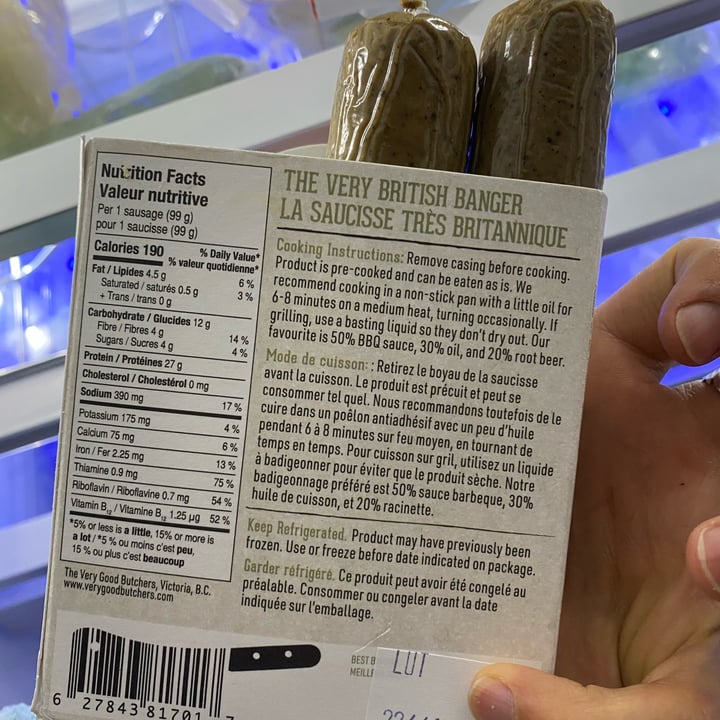 Nutrition Facts
Valeur nutritive
Per 1 sausage (99 g)
pour 1 saucisse (99 g)
Calories 190
% Daily Value*
% valeur quotidienne*
Fat / Lipides 4.5 g 6 %
Saturated / saturés 0.5 g
+ Trans / trans 0 g 3 %
Carbohydrate / Glucides 12 g
Fibre / Fibres 4 g 14 %
Sugars / Sucres 4 g 4 %
Protein / Protéines 27 g
Cholesterol / Cholestérol 0 mg
Sodium 390 mg 17 %
Potassium 175 mg 4 %
Calcium 75 mg 6 %
Iron / Fer 2.25 mg 13 %
Thiamine 0.9 mg 75 %
Riboflavin / Riboflavine 0.7 mg 54 %
Vitamin B12 / Vitamine B12 1.25 µg 52 %
*5% or less is a little, 15% or more is
a lot / *5 % ou moins c'est peu,
15 % ou plus c'est beaucoup
The Very Good Butchers, Victoria, B.C.
www.verygoodbutchers.com
THE VERY BRITISH BANGER
LA SAUCISSE TRÈS BRITANNIQUE
Cooking Instructions: Remove casing before cooking.
Product is pre-cooked and can be eaten as is. We
recommend cooking in a non-stick pan with a little oil for
6-8 minutes on a medium heat, turning occasionally. If
grilling, use a basting liquid so they don't dry out. Our
favourite is 50% BBQ sauce, 30% oil, and 20% root beer.
Mode de cuisson: : Retirez le boyau de la saucisse
avant la cuisson. Le produit est précuit et peut se
consommer tel quel. Nous recommandons toutefois de le
cuire dans un poêlon antiadhésif avec un peu d'huile
pendant 6 à 8 minutes sur feu moyen, en tournant de
temps en temps. Pour cuisson sur gril, utilisez un liquide
à badigeonner pour éviter que le produit sèche. Notre
badigeonnage préféré est 50% sauce barbeque, 30%
huile de cuisson, et 20% racinette.
Keep Refrigerated. Product may have previously been
frozen. Use or freeze before date indicated on package.
Garder réfrigéré. Ce produit peut avoir été congelé au
préalable. Consommer ou congeler avant la date
indiquée sur l'emballage.
BEST B
MEILL
LOT
6 27843 81701 7